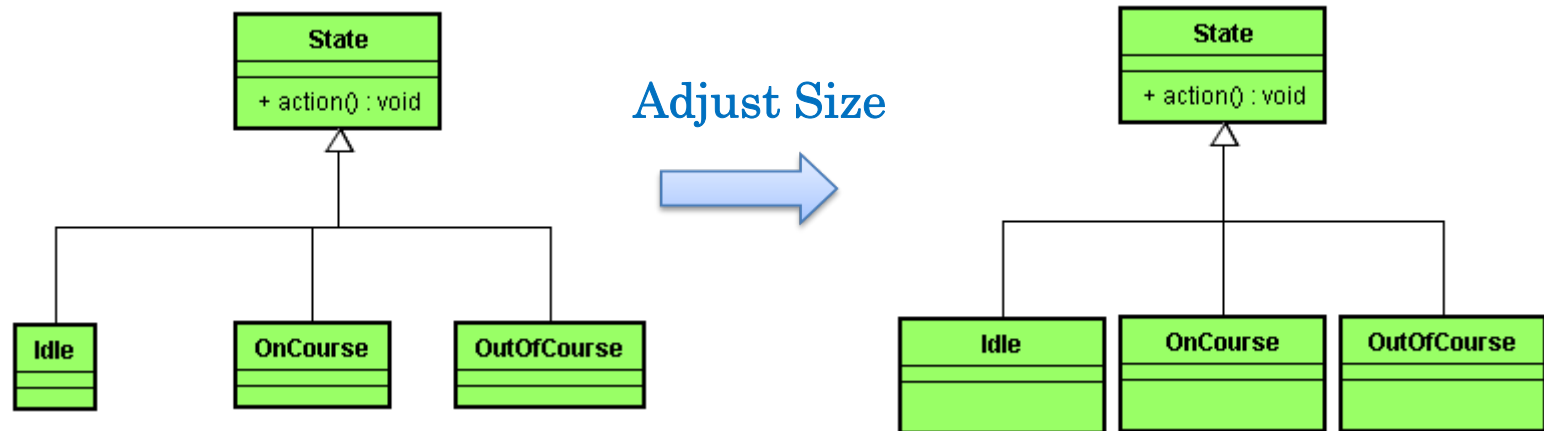 State
+ action() : void
Idle
OnCourse
OutOfCourse
Adjust Size
State
+ action() : void
Idle
OnCourse
OutOfCourse